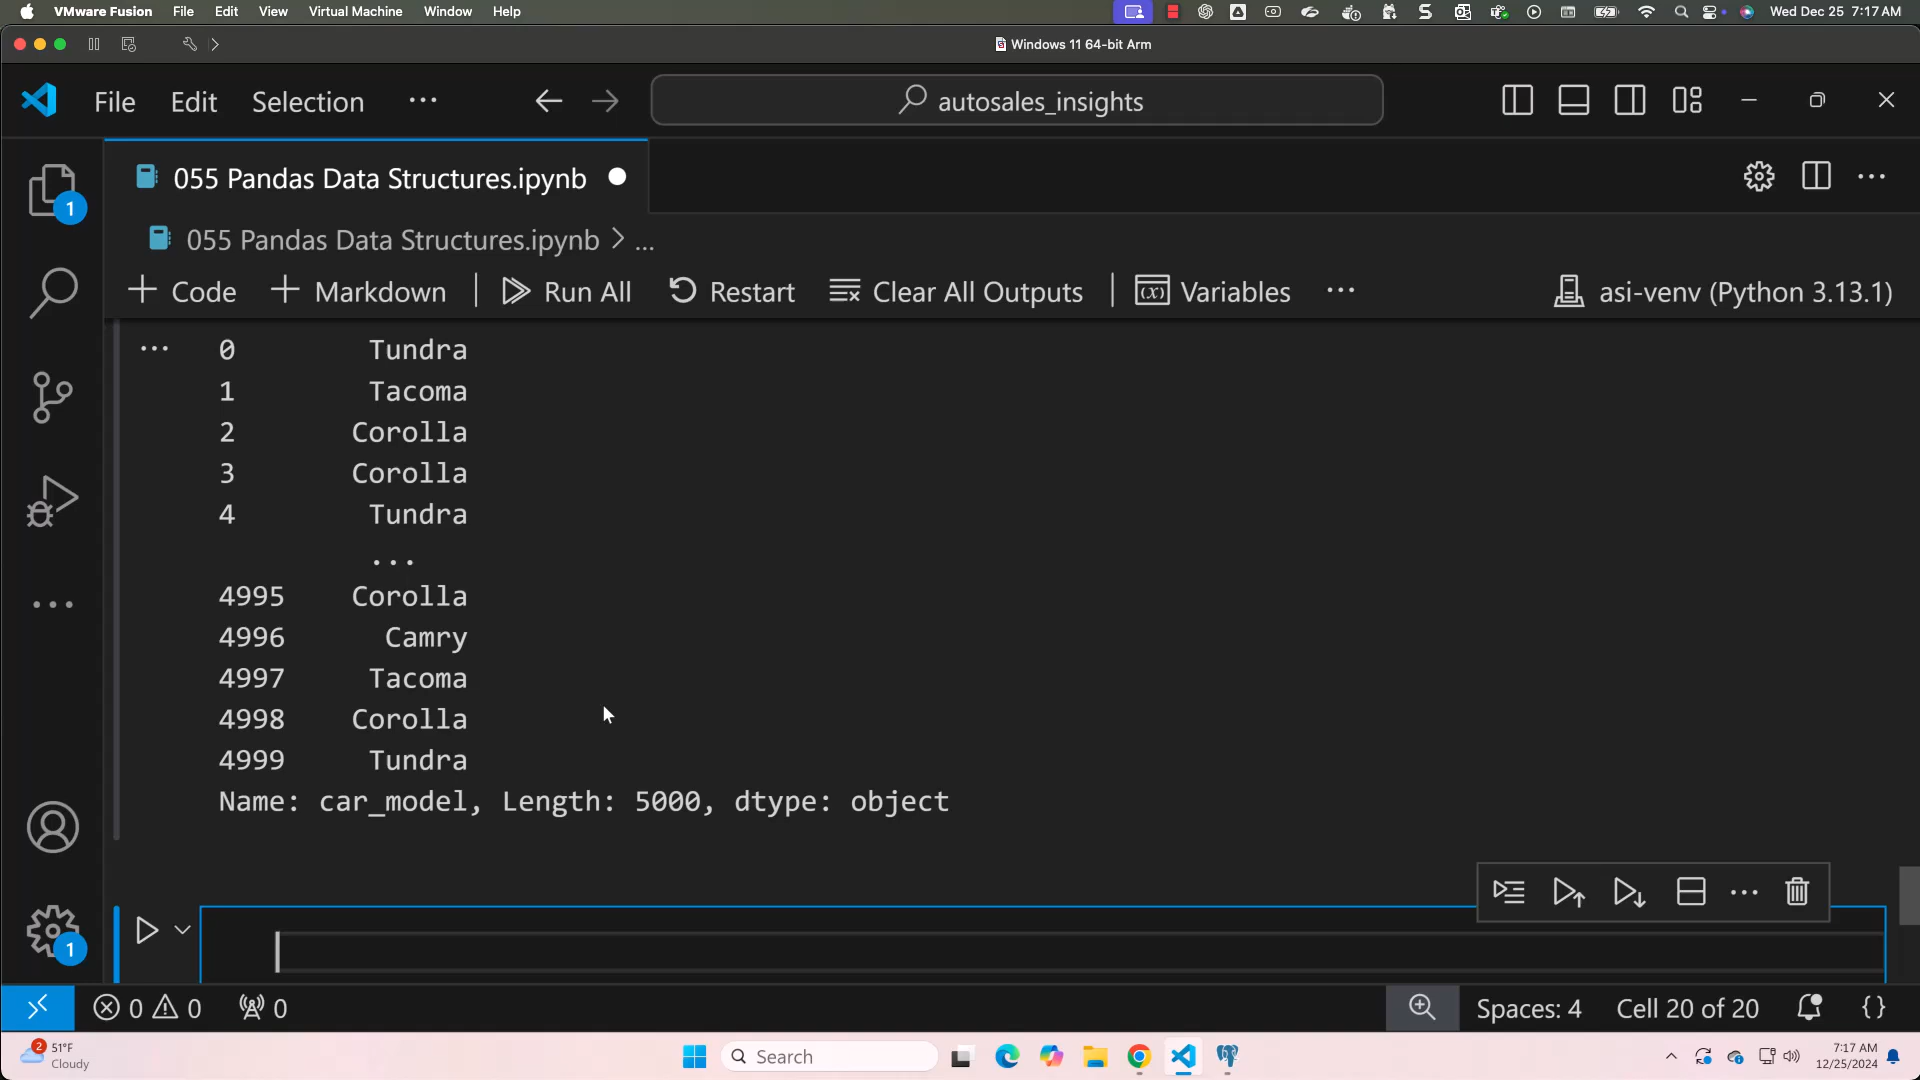 VMware Fusion File Edit View Virtual Machine Window Help Wed Dec 25 7:17 AM
Windows 11 64-bit Arm
File Edit Selection ... autosales_insights
055 Pandas Data Structures.ipynb
055 Pandas Data Structures.ipynb > ...
+ Code + Markdown Run All Restart Clear All Outputs Variables ... asi-venv (Python 3.13.1)
... 0 Tundra
1 Tacoma
2 Corolla
3 Corolla
4 Tundra
...
4995 Corolla
4996 Camry
4997 Tacoma
4998 Corolla
4999 Tundra
Name: car_model, Length: 5000, dtype: object
1
1
0 0 0 Spaces: 4 Cell 20 of 20 {}
2 51°F
Cloudy
Search
7:17 AM
12/25/2024